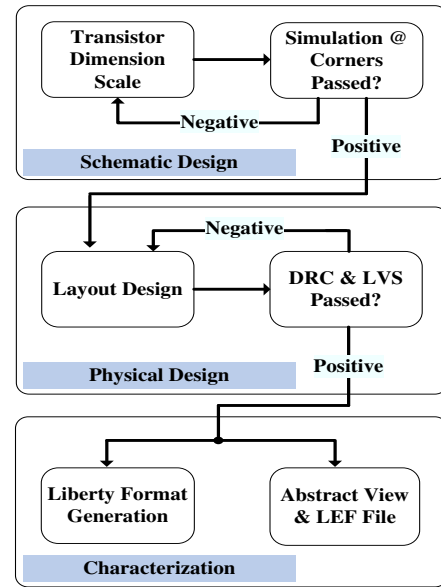 Transistor
Dimension
Scale
Simulation @
Corners
Passed?
Negative
Positive
Schematic Design
Negative
Layout Design
DRC & LVS
Passed?
Physical Design
Positive
Liberty Format
Generation
Abstract View
& LEF File
Characterization